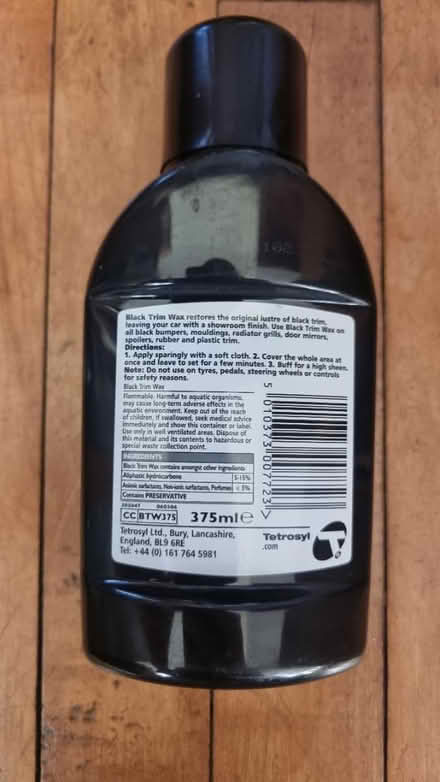 Black Trim Wax restores the original lustre of black trim,
leaving your car with a showroom finish. Use Black Trim Wax on
all black bumpers, mouldings, radiator grills, door mirrors,
spoilers, rubber and plastic trim.
Directions:
1. Apply sparingly with a soft cloth. 2. Cover the whole area at
once and leave to set for a few minutes. 3. Buff for a high sheen.
Note: Do not use on tyres, pedals, steering wheels or controls
for safety reasons.
Black Trim Wax
Flammable. Harmful to aquatic organisms,
may cause long-term adverse effects in the
aquatic environment. Keep out of the reach
of children. If swallowed, seek medical advice
immediately and show this container or label.
Use only in well ventilated areas. Dispose of
this material and its contents to hazardous or
special waste collection point.
INGREDIENTS
Black Trim Wax contains amongst other ingredients
Aliphatic hydrocarbons 5-15%
Anionic surfactants, Non-ionic surfactants, Perfumes < 5%
Contains PRESERVATIVE
CC BTW375 375ml e
5 010373 007723 >
Tetrosyl Ltd., Bury, Lancashire,
England, BL9 6RE
Tel: +44 (0) 161 764 5981
Tetrosyl
.com